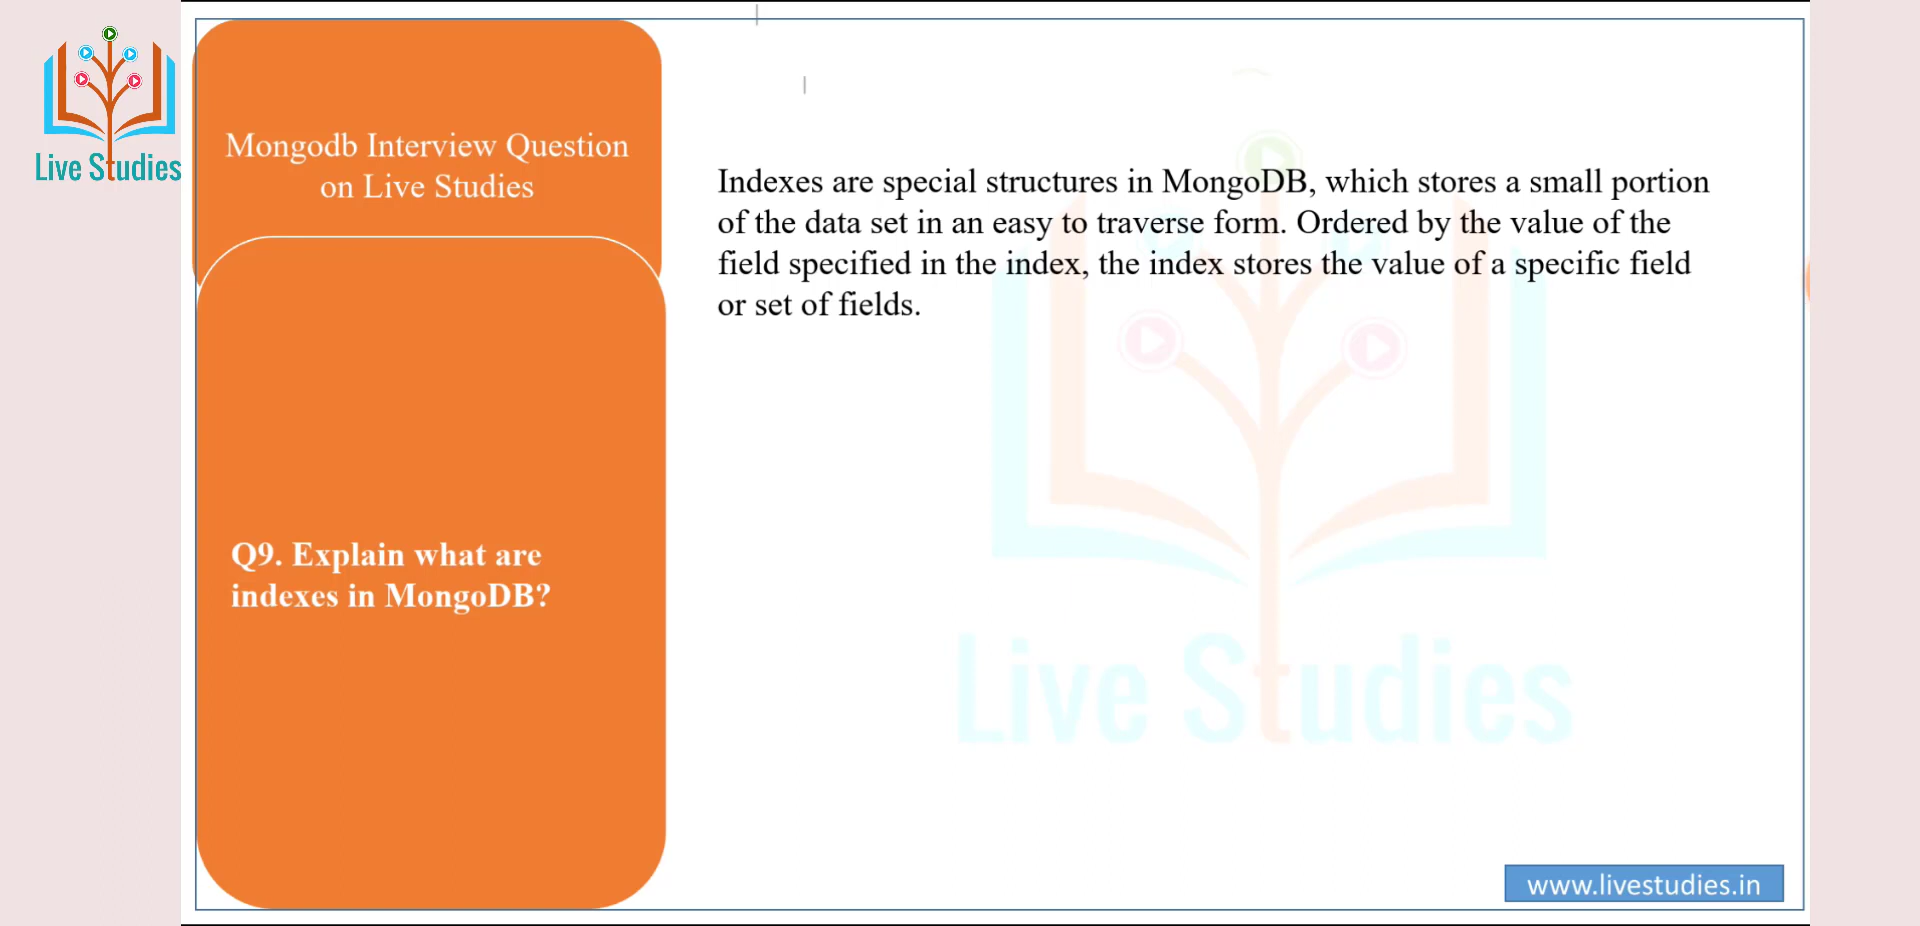 Live Studies
Mongodb Interview Question
on Live Studies
Q9. Explain what are
indexes in MongoDB?
Indexes are special structures in MongoDB, which stores a small portion
of the data set in an easy to traverse form. Ordered by the value of the
field specified in the index, the index stores the value of a specific field
or set of fields.
Live Studies
www.livestudies.in